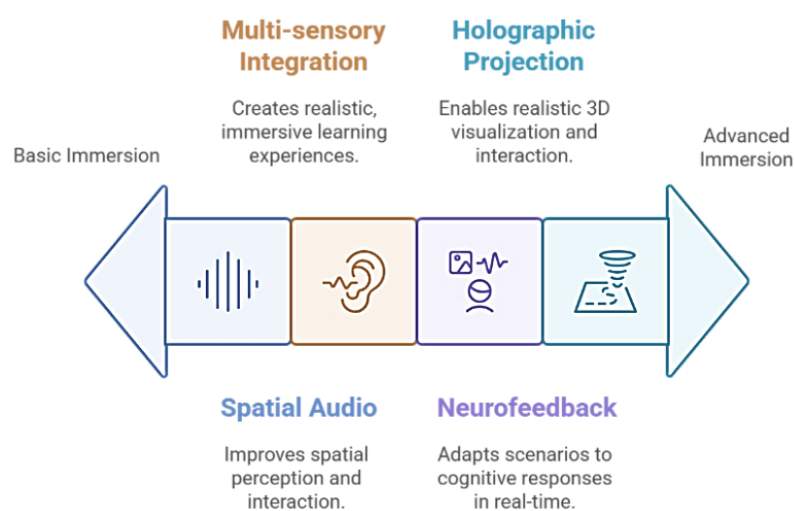 Multi-sensory
Integration
Creates realistic,
immersive learning
experiences.
Holographic
Projection
Enables realistic 3D
visualization and
interaction.
Basic Immersion
Advanced
Immersion
Spatial Audio
Improves spatial
perception and
interaction.
Neurofeedback
Adapts scenarios to
cognitive responses
in real-time.